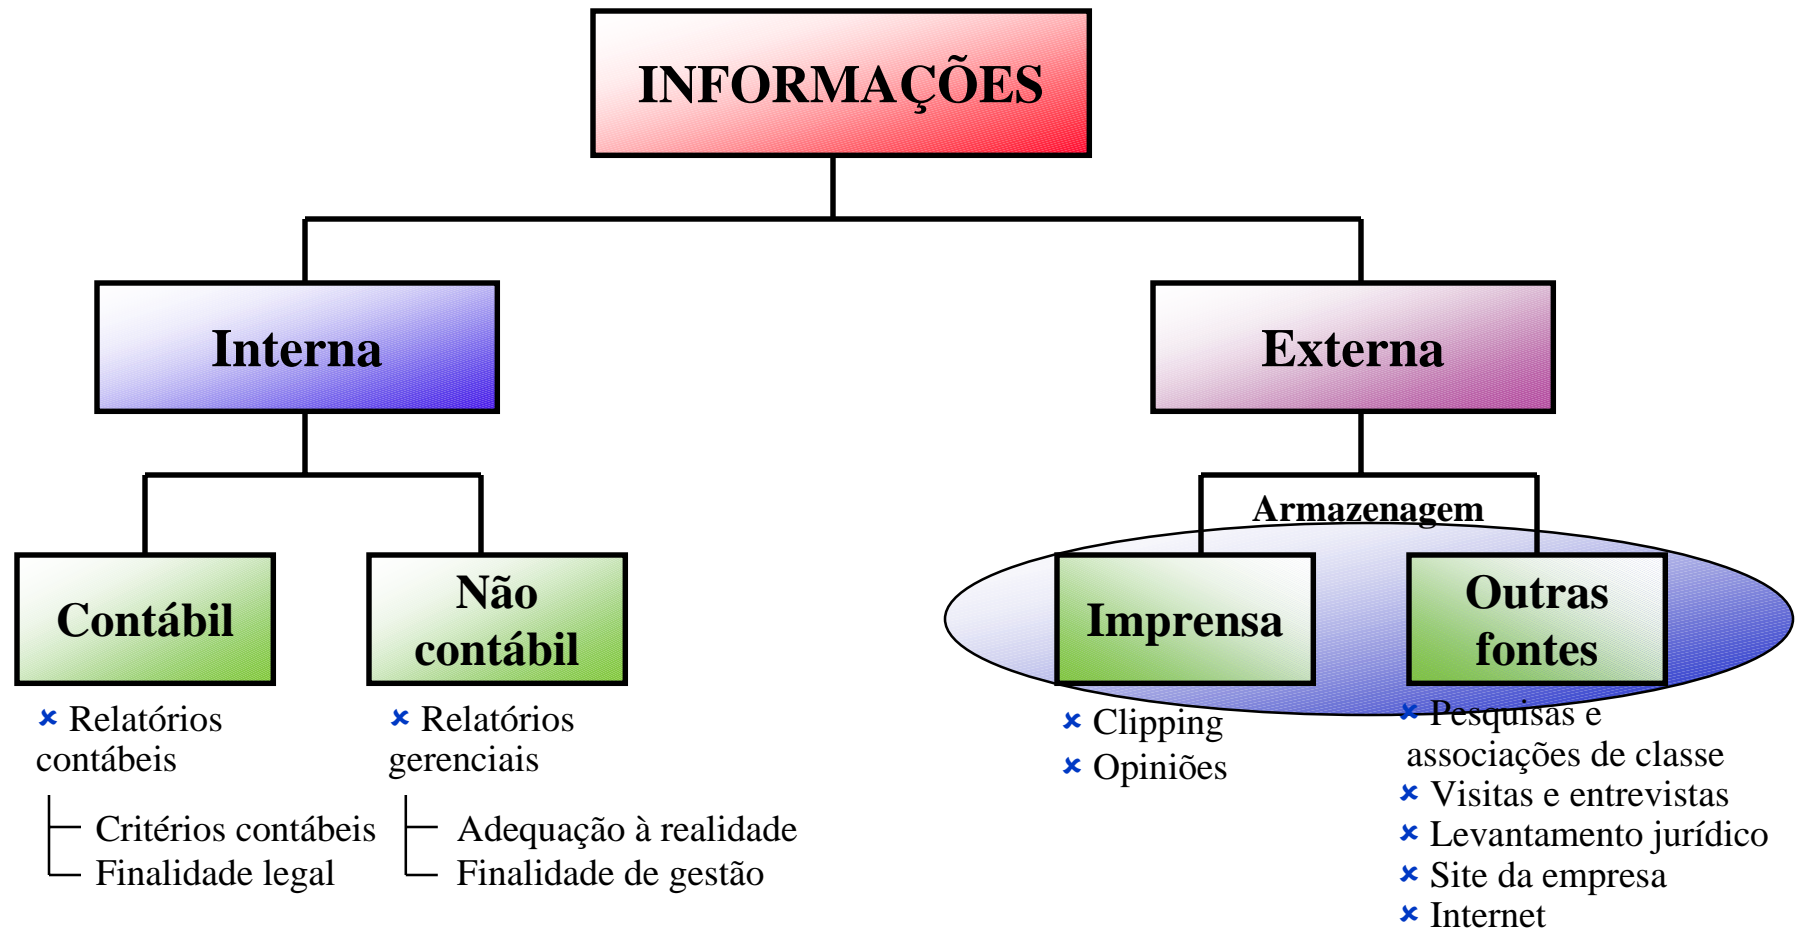 INFORMAÇÕES
Interna
Externa
Armazenagem
Contábil
Não
contábil
Imprensa
Outras
fontes
Relatórios
contábeis
Critérios contábeis
Finalidade legal
Relatórios
gerenciais
Adequação à realidade
Finalidade de gestão
Clipping
Opiniões
Pesquisas e
associações de classe
Visitas e entrevistas
Levantamento jurídico
Site da empresa
Internet